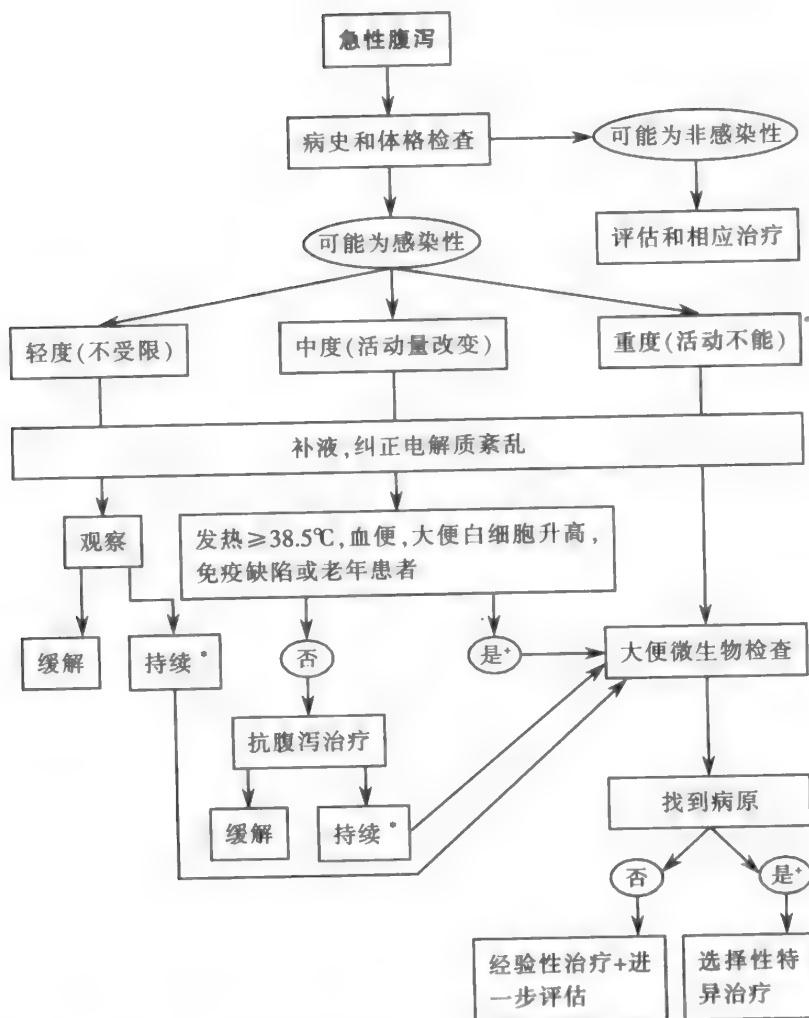 急性腹泻
病史和体格检查
可能为非感染性
可能为感染性
评估和相应治疗
轻度(不受限)
中度(活动量改变)
重度(活动不能)
补液,纠正电解质紊乱
观察
发热≥38.5℃,血便,大便白细胞升高,
免疫缺陷或老年患者
缓解
持续*
否
是+
大便微生物检查
抗腹泻治疗
缓解
持续*
找到病原
否
是+
经验性治疗+进
一步评估
选择性特
异治疗